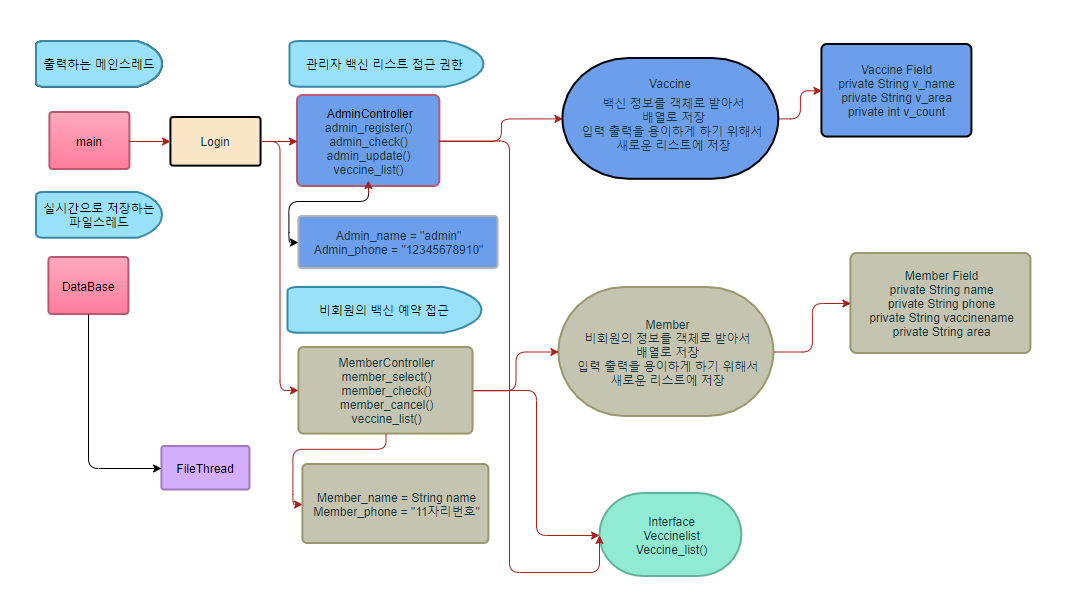 출력하는 메인스레드
main
Login
실시간으로 저장하는
파일스레드
DataBase
FileThread
관리자 백신 리스트 접근 권한
AdminController
admin_register()
admin_check()
admin_update()
veccine_list()
Admin_name = "admin"
Admin_phone = "12345678910"
비회원의 백신 예약 접근
MemberController
member_select()
member_check()
member_cancel()
veccine_list()
Member_name = String name
Member_phone = "11자리번호"
Vaccine
백신 정보를 객체로 받아서
배열로 저장
입력 출력을 용이하게 하기 위해서
새로운 리스트에 저장
Vaccine Field
private String v_name
private String v_area
private int v_count
Member
비회원의 정보를 객체로 받아서
배열로 저장
입력 출력을 용이하게 하기 위해서
새로운 리스트에 저장
Member Field
private String name
private String phone
private String vaccinename
private String area
Interface
Veccinelist
Veccine_list()